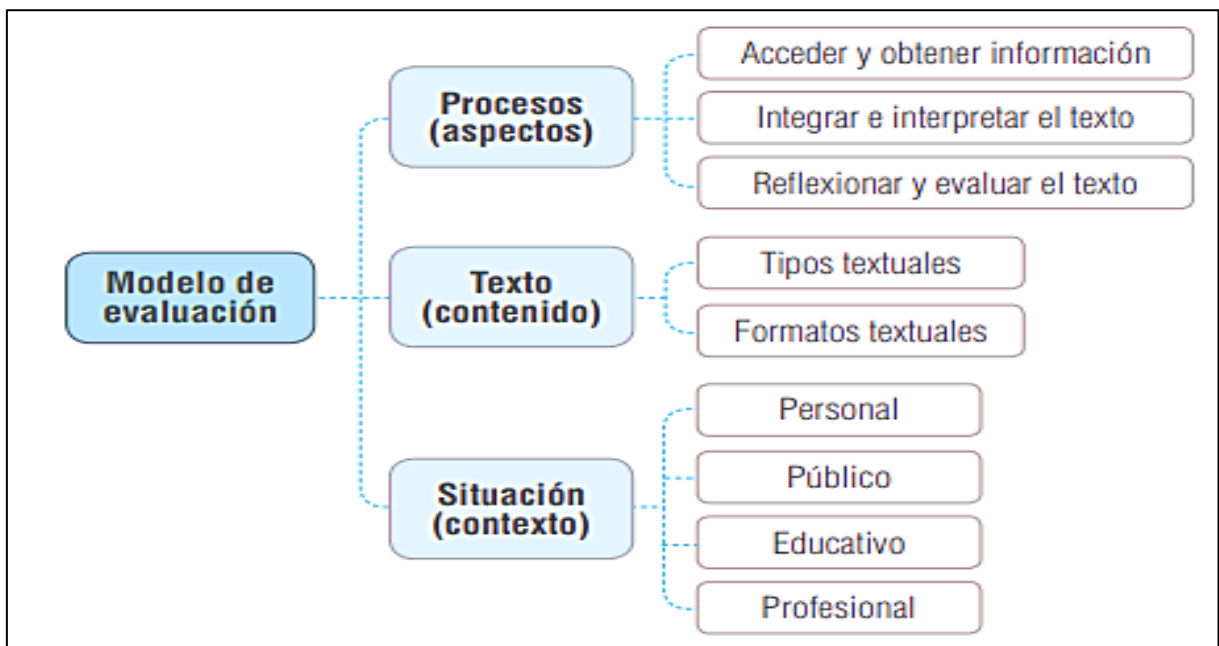 Modelo de
evaluación
Procesos
(aspectos)
Acceder y obtener información
Integrar e interpretar el texto
Reflexionar y evaluar el texto
Texto
(contenido)
Tipos textuales
Formatos textuales
Situación
(contexto)
Personal
Público
Educativo
Profesional